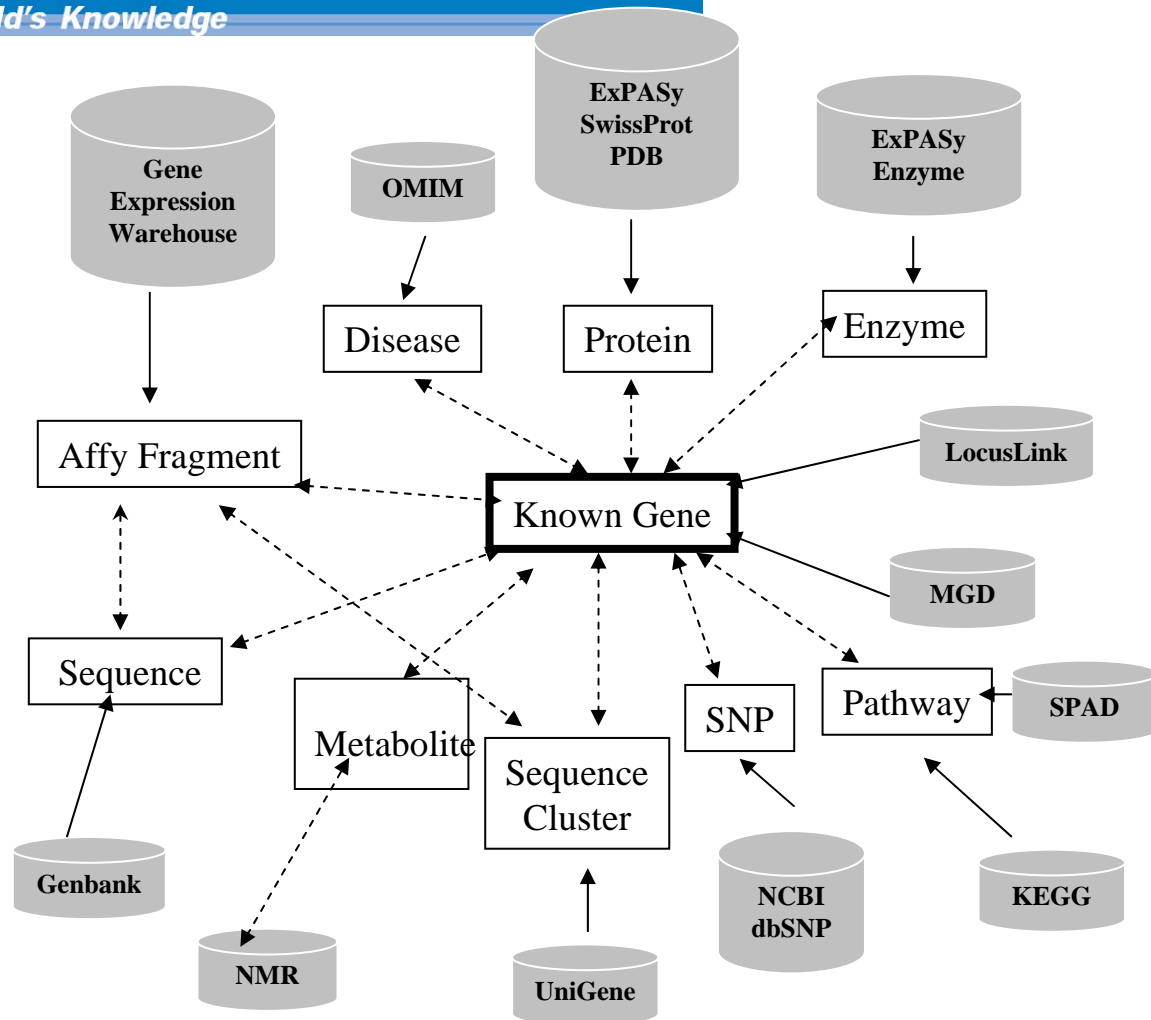 ld's Knowledge
ExPASy
SwissProt
PDB
ExPASy
Enzyme
Gene
Expression
Warehouse
OMIM
Disease
Protein
Enzyme
Affy Fragment
LocusLink
Known Gene
MGD
Sequence
Metabolite
Sequence
Cluster
SNP
Pathway
SPAD
Genbank
NMR
UniGene
NCBI
dbSNP
KEGG